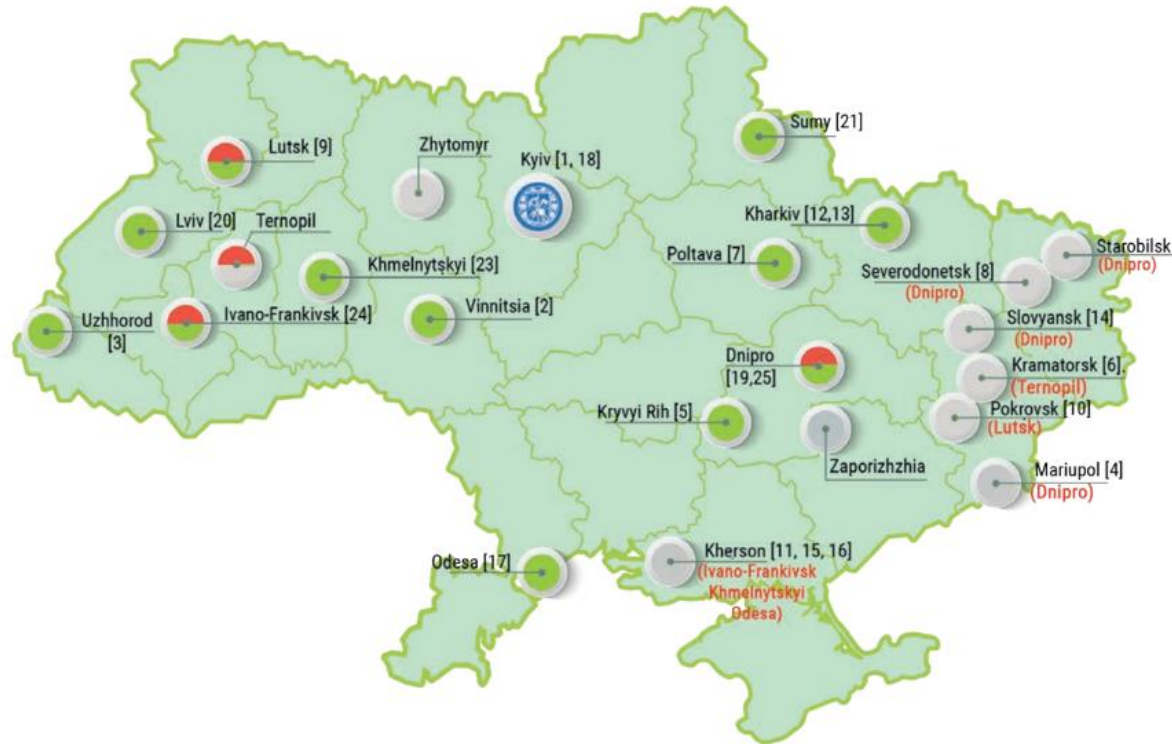 Sumy [21]
Lutsk [9]
Zhytomyr
Kyiv [1, 18]
Lviv [20]
Ternopil
Kharkiv [12,13]
Poltava [7]
Starobilsk
(Dnipro)
Khmelnytskyi [23]
Severodonetsk [8]
(Dnipro)
Vinnitsia [2]
Uzhhorod
[3]
Ivano-Frankivsk [24]
Slovyansk [14]
(Dnipro)
Dnipro
[19,25]
Kramatorsk [6].
(Ternopil)
Kryvyi Rih [5]
Pokrovsk [10]
(Lutsk)
Zaporizhzhia
Mariupol [4]
(Dnipro)
Odesa [17]
Kherson [11, 15, 16]
(Ivano-Frankivsk
Khmelnytskyi
Odesa)